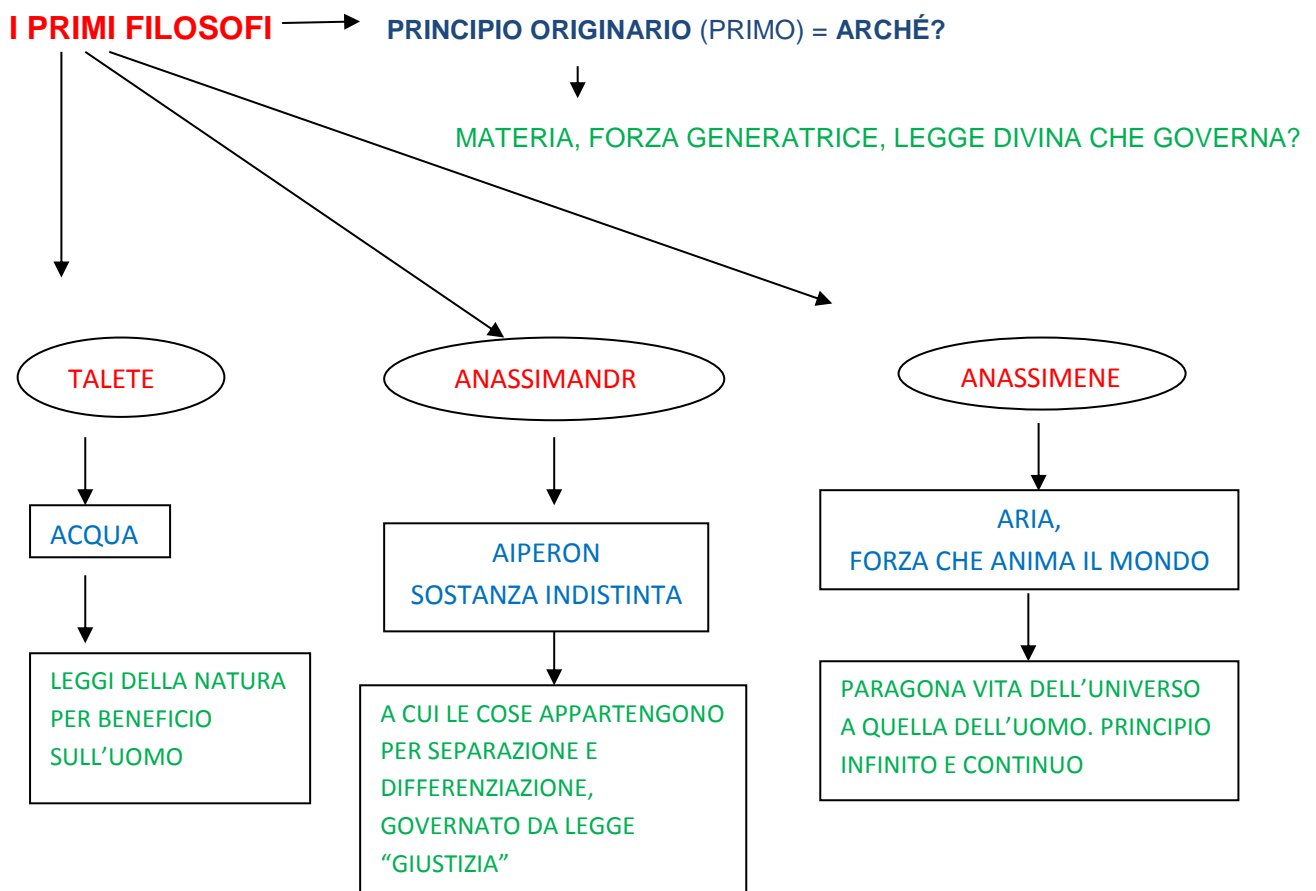 I PRIMI FILOSOFI
PRINCIPIO ORIGINARIO (PRIMO) = ARCHÉ?
MATERIA, FORZA GENERATRICE, LEGGE DIVINA CHE GOVERNA?
TALETE
ACQUA
LEGGI DELLA NATURA
PER BENEFICIO
SULL’UOMO
ANASSIMANDR
AIPERON
SOSTANZA INDISTINTA
A CUI LE COSE APPARTENGONO
PER SEPARAZIONE E
DIFFERENZIAZIONE,
GOVERNATO DA LEGGE
“GIUSTIZIA”
ANASSIMENE
ARIA,
FORZA CHE ANIMA IL MONDO
PARAGONA VITA DELL’UNIVERSO
A QUELLA DELL’UOMO. PRINCIPIO
INFINITO E CONTINUO